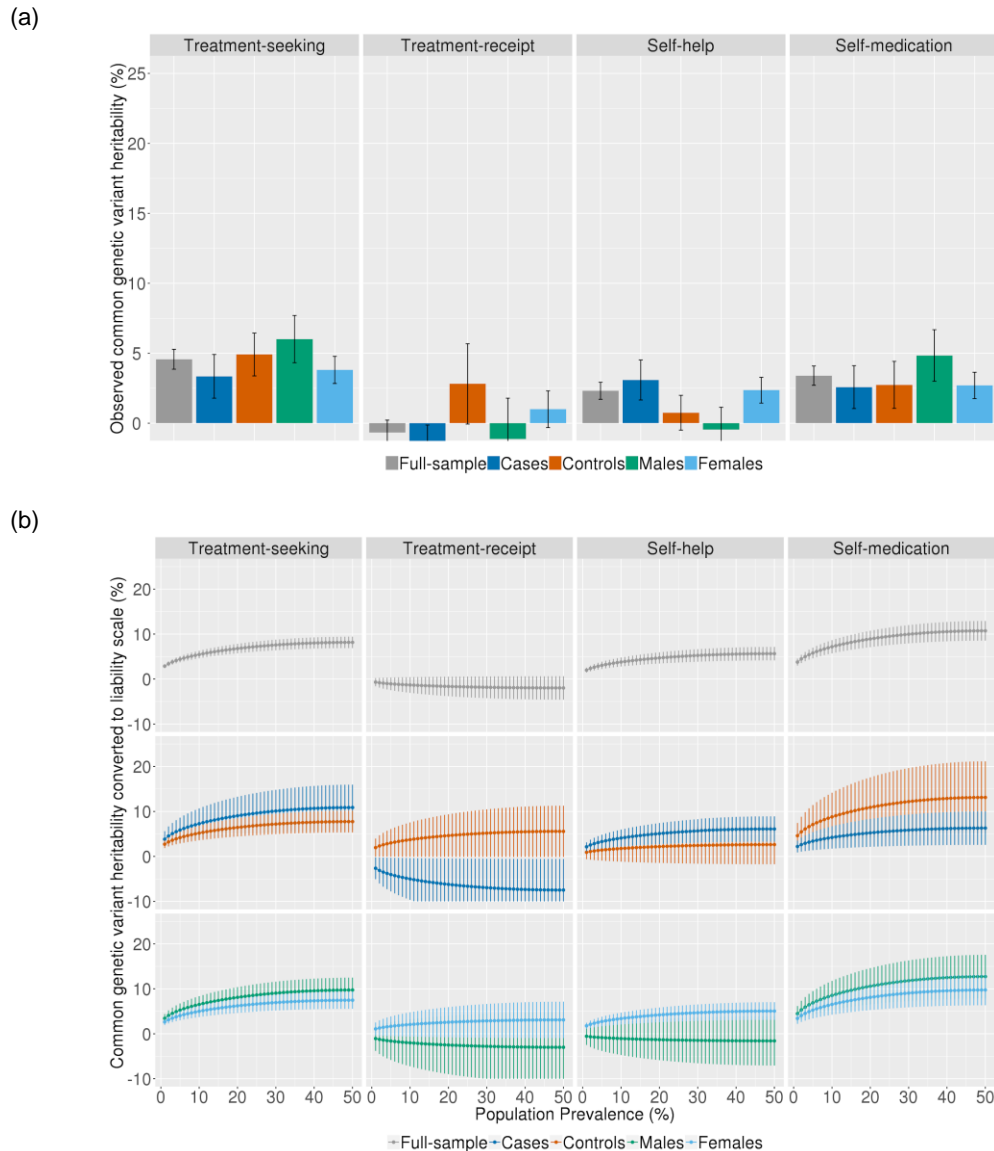 (a)
Treatment-seeking Treatment-receipt Self-help Self-medication
Observed common genetic variant heritability (%)
25
20
15
10
5
0
Full-sample Cases Controls Males Females
(b)
Treatment-seeking Treatment-receipt Self-help Self-medication
Common genetic variant heritability converted to liability scale (%)
20
10
0
-10
20
10
0
-10
20
10
0
-10
0 10 20 30 40 50 0 10 20 30 40 50 0 10 20 30 40 50 0 10 20 30 40 50
Population Prevalence (%)
Full-sample Cases Controls Males Females